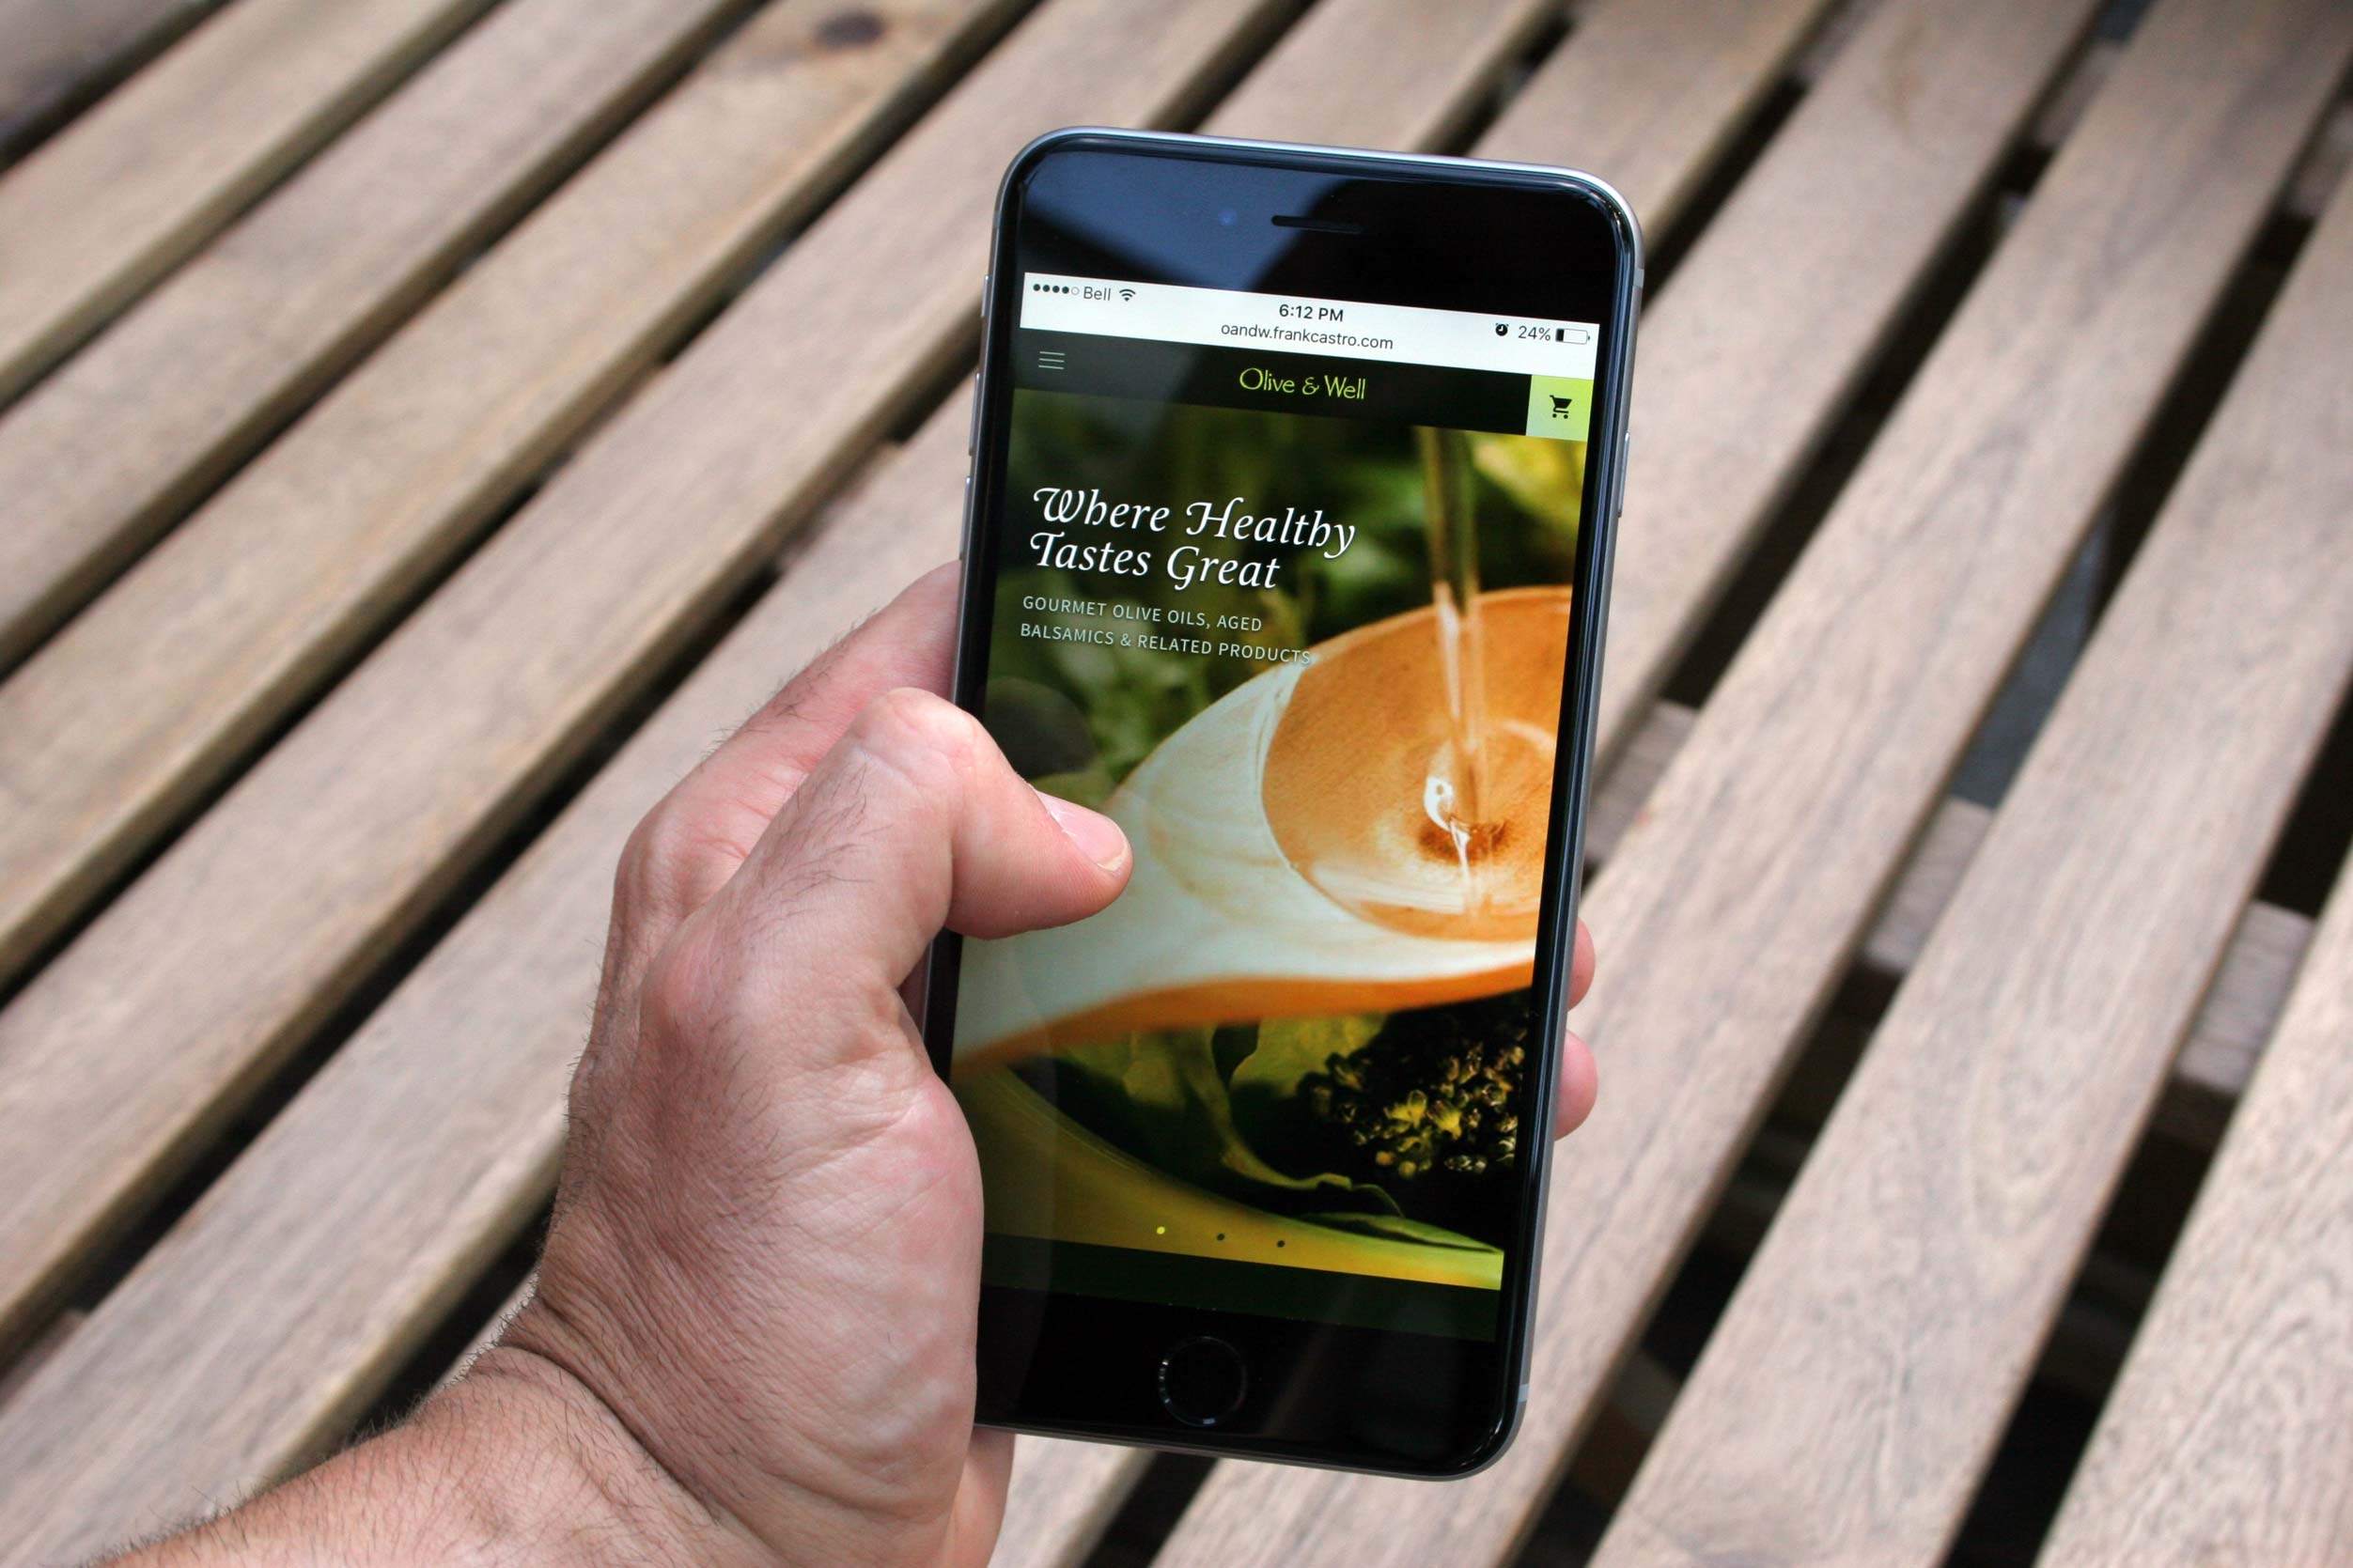 Bell
6:12 PM
24%
oandw.frankcastro.com
Olive & Well
Where Healthy
Tastes Great
GOURMET OLIVE OILS, AGED
BALSAMICS & RELATED PRODUCTS